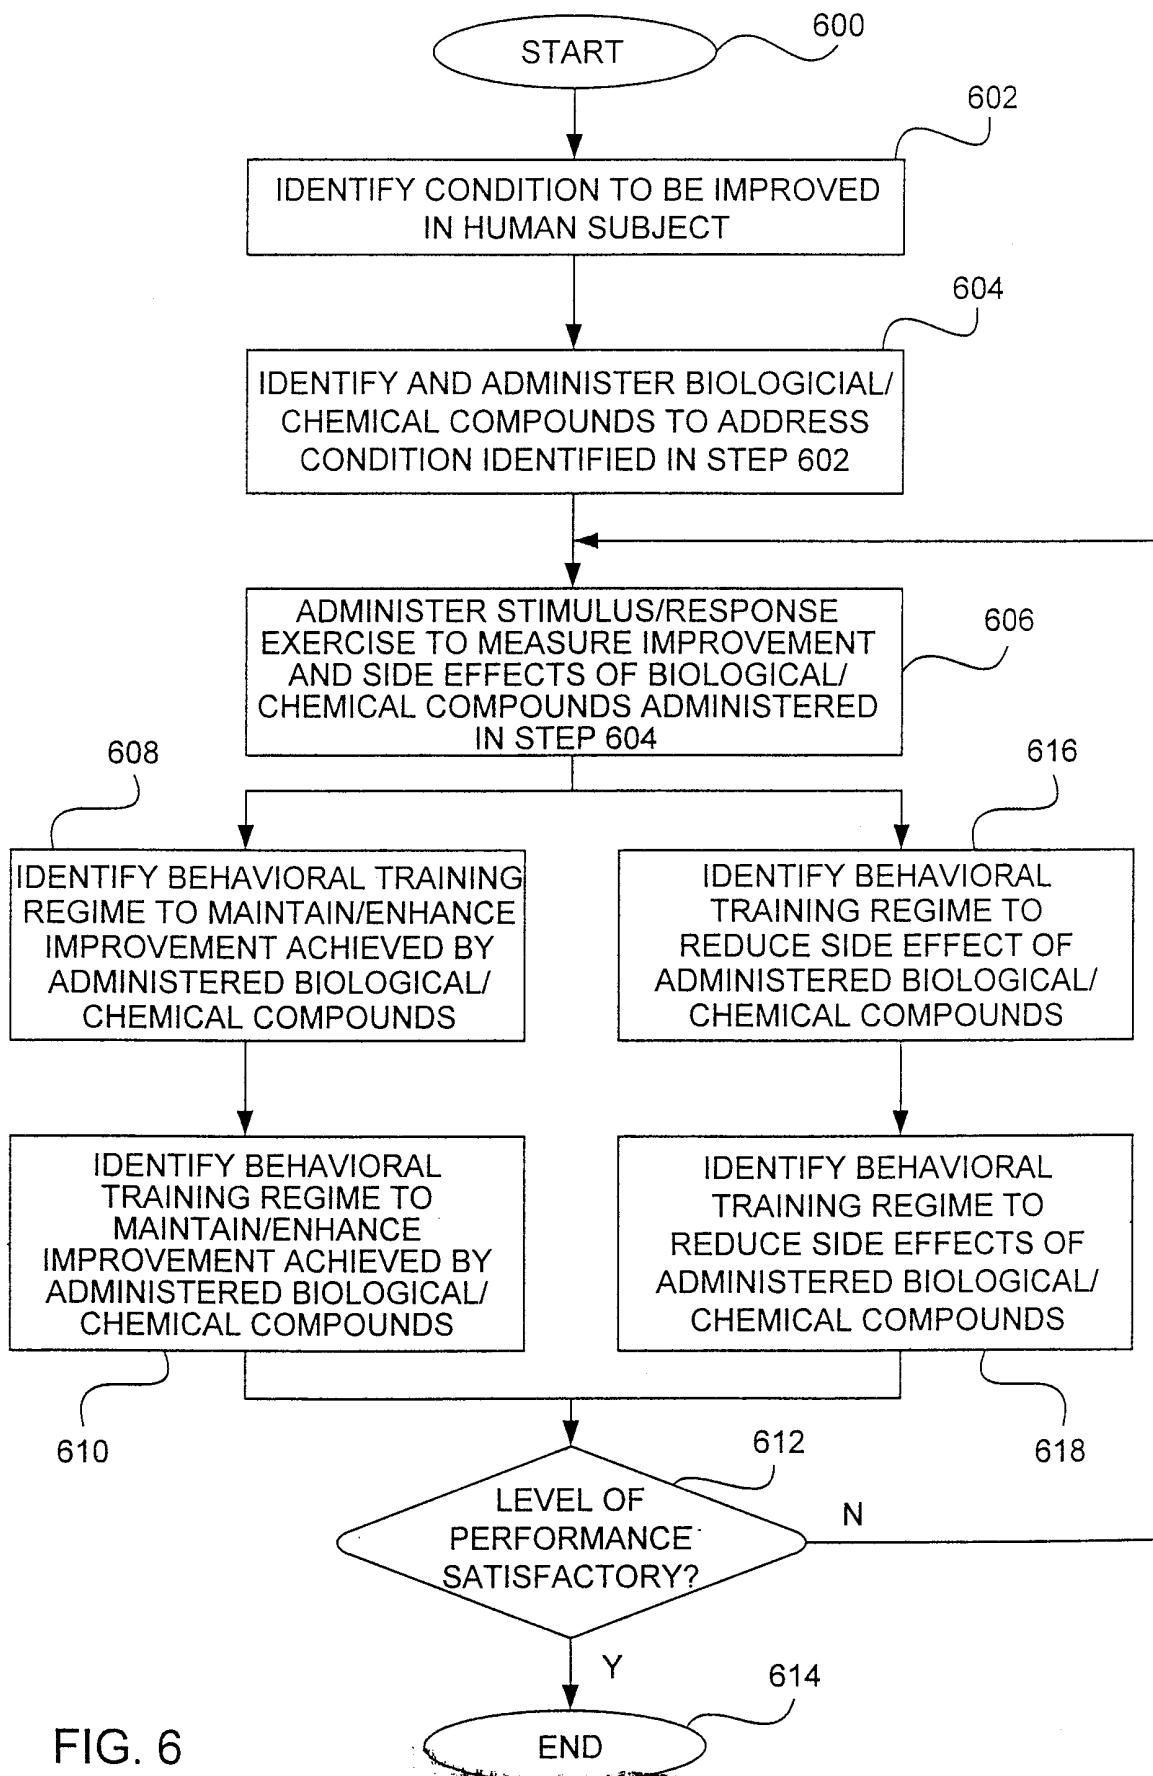 START
600
602
IDENTIFY CONDITION TO BE IMPROVED
IN HUMAN SUBJECT
604
IDENTIFY AND ADMINISTER BIOLOGICIAL/
CHEMICAL COMPOUNDS TO ADDRESS
CONDITION IDENTIFIED IN STEP 602
ADMINISTER STIMULUS/RESPONSE
EXERCISE TO MEASURE IMPROVEMENT
AND SIDE EFFECTS OF BIOLOGICAL/
CHEMICAL COMPOUNDS ADMINISTERED
IN STEP 604
606
608
616
IDENTIFY BEHAVIORAL TRAINING
REGIME TO MAINTAIN/ENHANCE
IMPROVEMENT ACHIEVED BY
ADMINISTERED BIOLOGICAL/
CHEMICAL COMPOUNDS
IDENTIFY BEHAVIORAL
TRAINING REGIME TO
REDUCE SIDE EFFECT OF
ADMINISTERED BIOLOGICAL/
CHEMICAL COMPOUNDS
IDENTIFY BEHAVIORAL
TRAINING REGIME TO
MAINTAIN/ENHANCE
IMPROVEMENT ACHIEVED BY
ADMINISTERED BIOLOGICAL/
CHEMICAL COMPOUNDS
IDENTIFY BEHAVIORAL
TRAINING REGIME TO
REDUCE SIDE EFFECTS OF
ADMINISTERED BIOLOGICAL/
CHEMICAL COMPOUNDS
610
618
612
LEVEL OF
PERFORMANCE
SATISFACTORY?
N
Y
614
END
FIG. 6